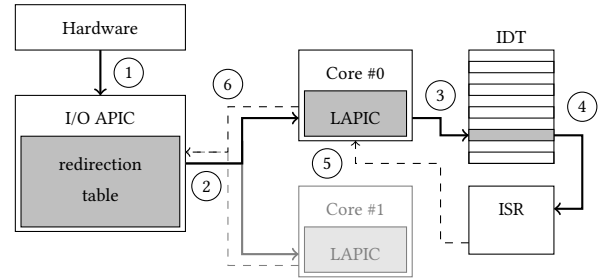 Hardware
IDT
1
I/O APIC
redirection
table
2
6
Core #0
LAPIC
3
4
5
Core #1
LAPIC
ISR